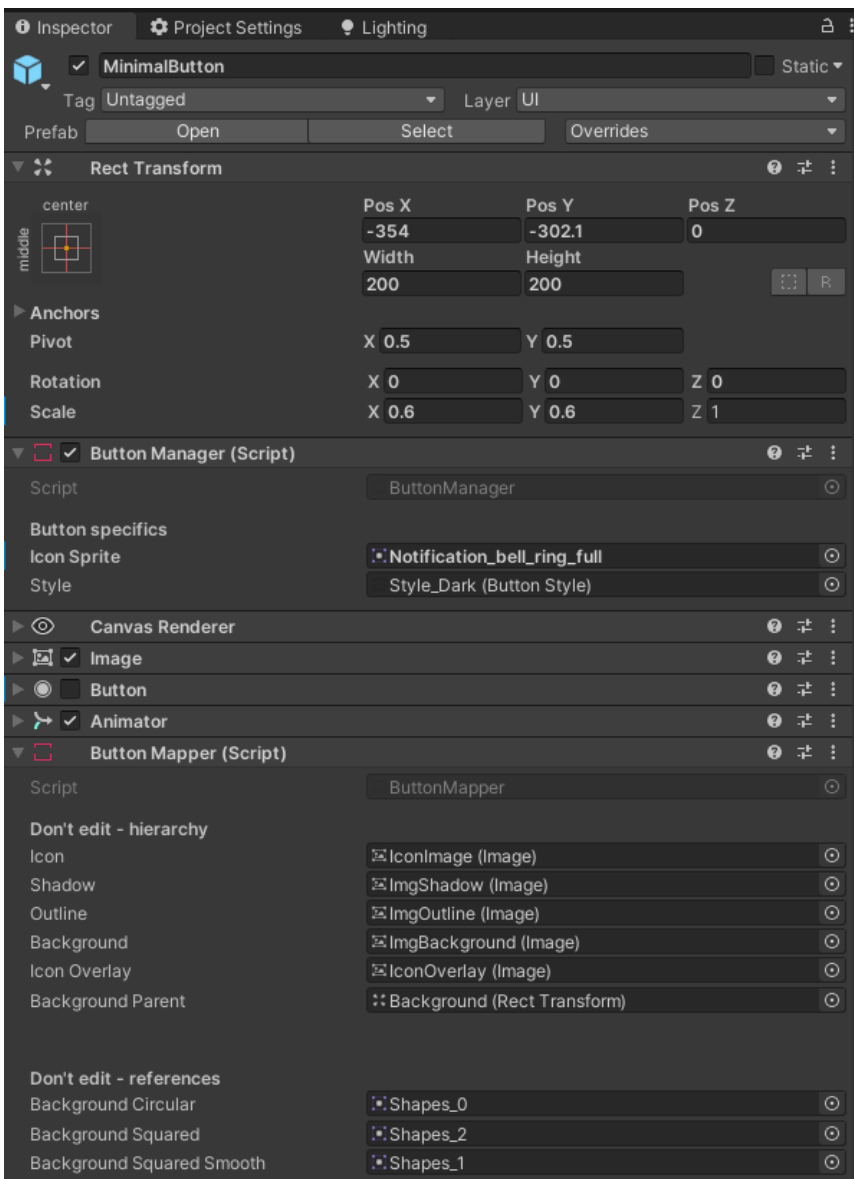 Inspector Project Settings Lighting
MinimalButton Static
Tag Untagged Layer UI
Prefab Open Select Overrides
Rect Transform
center Pos X Pos Y Pos Z
middle -354 -302.1 0
Width Height
200 200 R
Anchors
Pivot X 0.5 Y 0.5
Rotation X 0 Y 0 Z 0
Scale X 0.6 Y 0.6 Z 1
Button Manager (Script)
Script ButtonManager
Button specifics
Icon Sprite Notification_bell_ring_full
Style Style_Dark (Button Style)
Canvas Renderer
Image
Button
Animator
Button Mapper (Script)
Script ButtonMapper
Don't edit - hierarchy
Icon IconImage (Image)
Shadow ImgShadow (Image)
Outline ImgOutline (Image)
Background ImgBackground (Image)
Icon Overlay IconOverlay (Image)
Background Parent Background (Rect Transform)
Don't edit - references
Background Circular Shapes_0
Background Squared Shapes_2
Background Squared Smooth Shapes_1